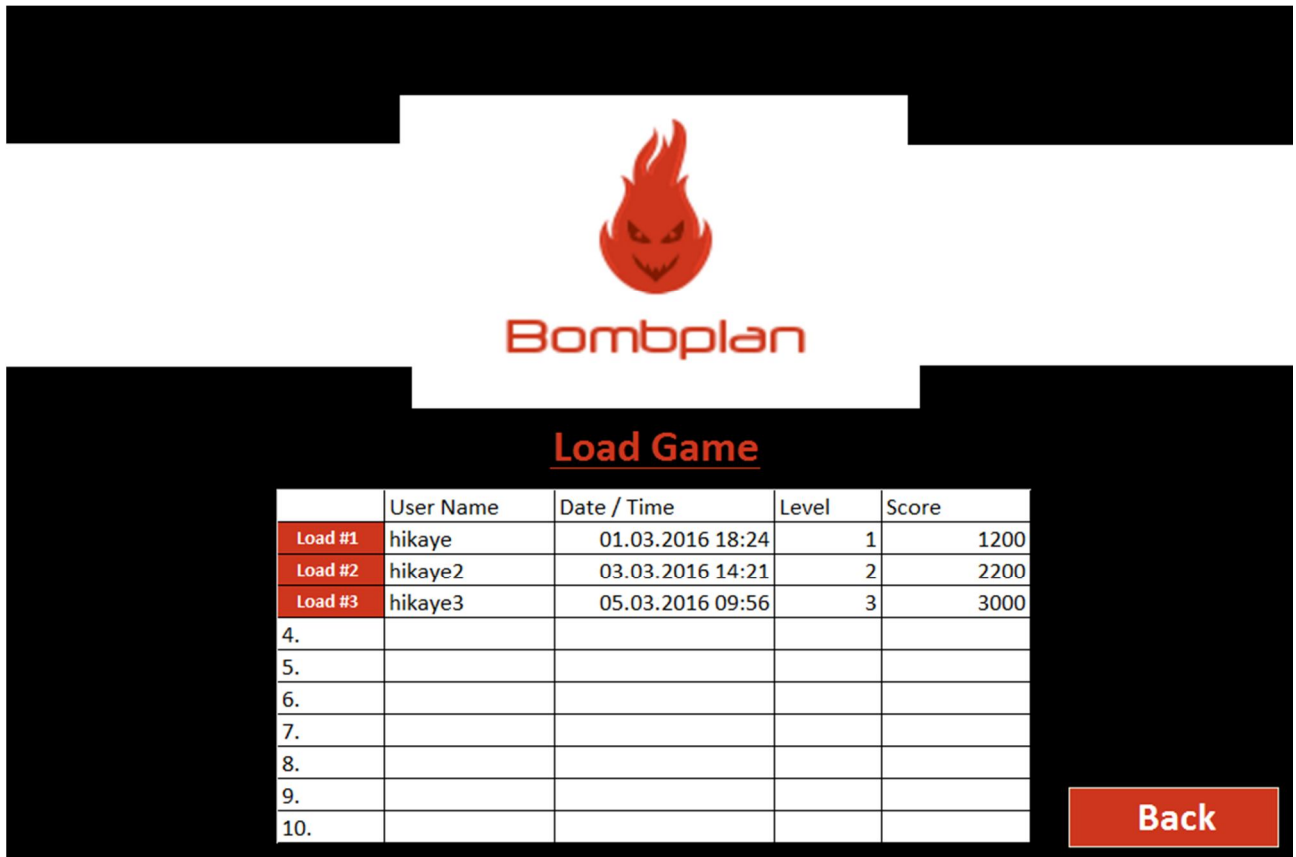 Bombplan
Load Game
User Name Date / Time Level Score
Load #1 hikaye 01.03.2016 18:24 1 1200
Load #2 hikaye2 03.03.2016 14:21 2 2200
Load #3 hikaye3 05.03.2016 09:56 3 3000
4.
5.
6.
7.
8.
9.
10.
Back